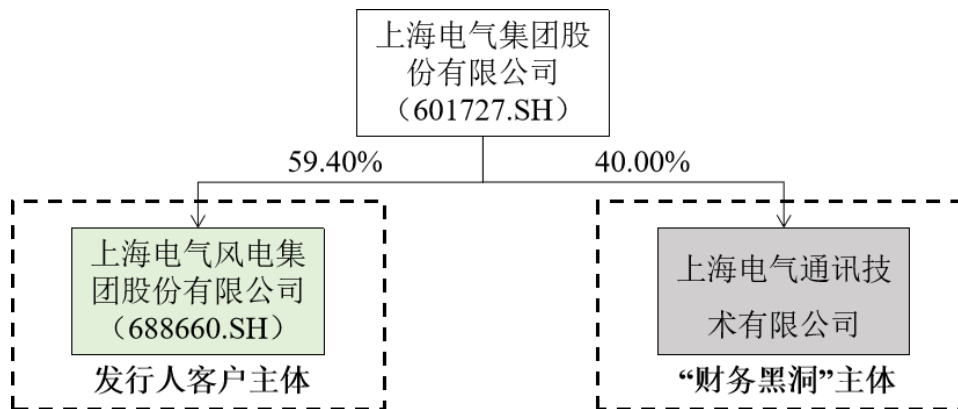 上海电气集团股
份有限公司
（601727.SH）
59.40%
40.00%
上海电气风电集
团股份有限公司
（688660.SH）
发行人客户主体
上海电气通讯技
术有限公司
“财务黑洞”主体